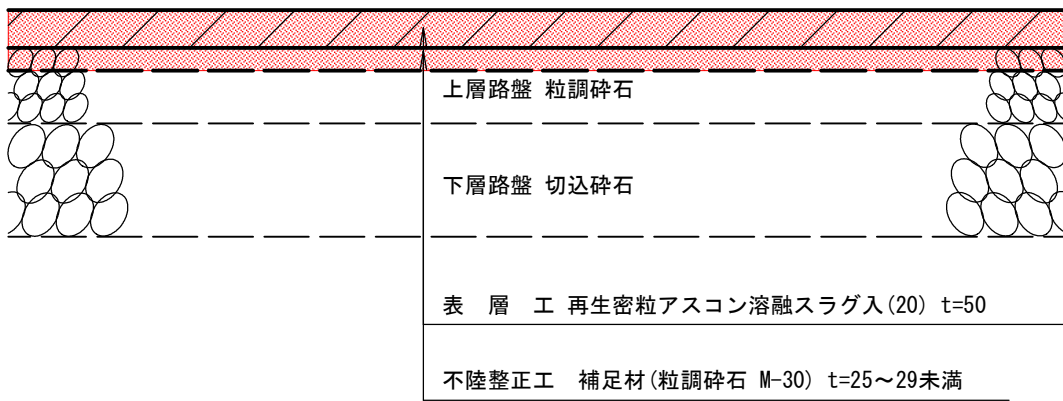 上層路盤 粒調砕石
下層路盤 切込砕石
表 層 工 再生密粒アスコン溶融スラグ入(20) t=50
不陸整正工 補足材(粒調砕石 M-30) t=25～29未満